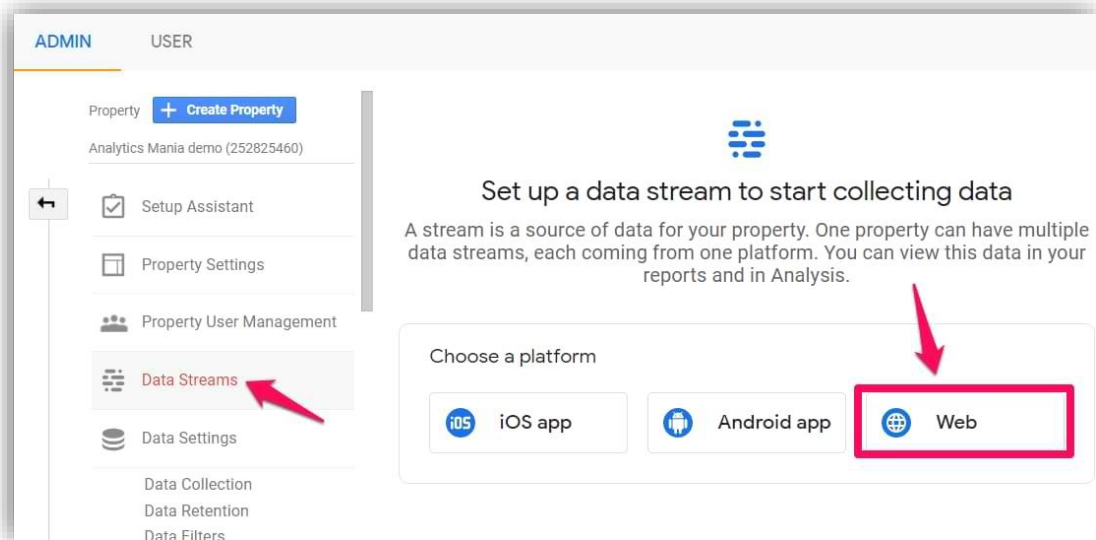 ADMIN
USER
Property
+ Create Property
Analytics Mania demo (252825460)
Setup Assistant
Property Settings
Property User Management
Data Streams
Data Settings
Data Collection
Data Retention
Data Filters
Set up a data stream to start collecting data
A stream is a source of data for your property. One property can have multiple
data streams, each coming from one platform. You can view this data in your
reports and in Analysis.
Choose a platform
iOS
iOS app
Android app
Web